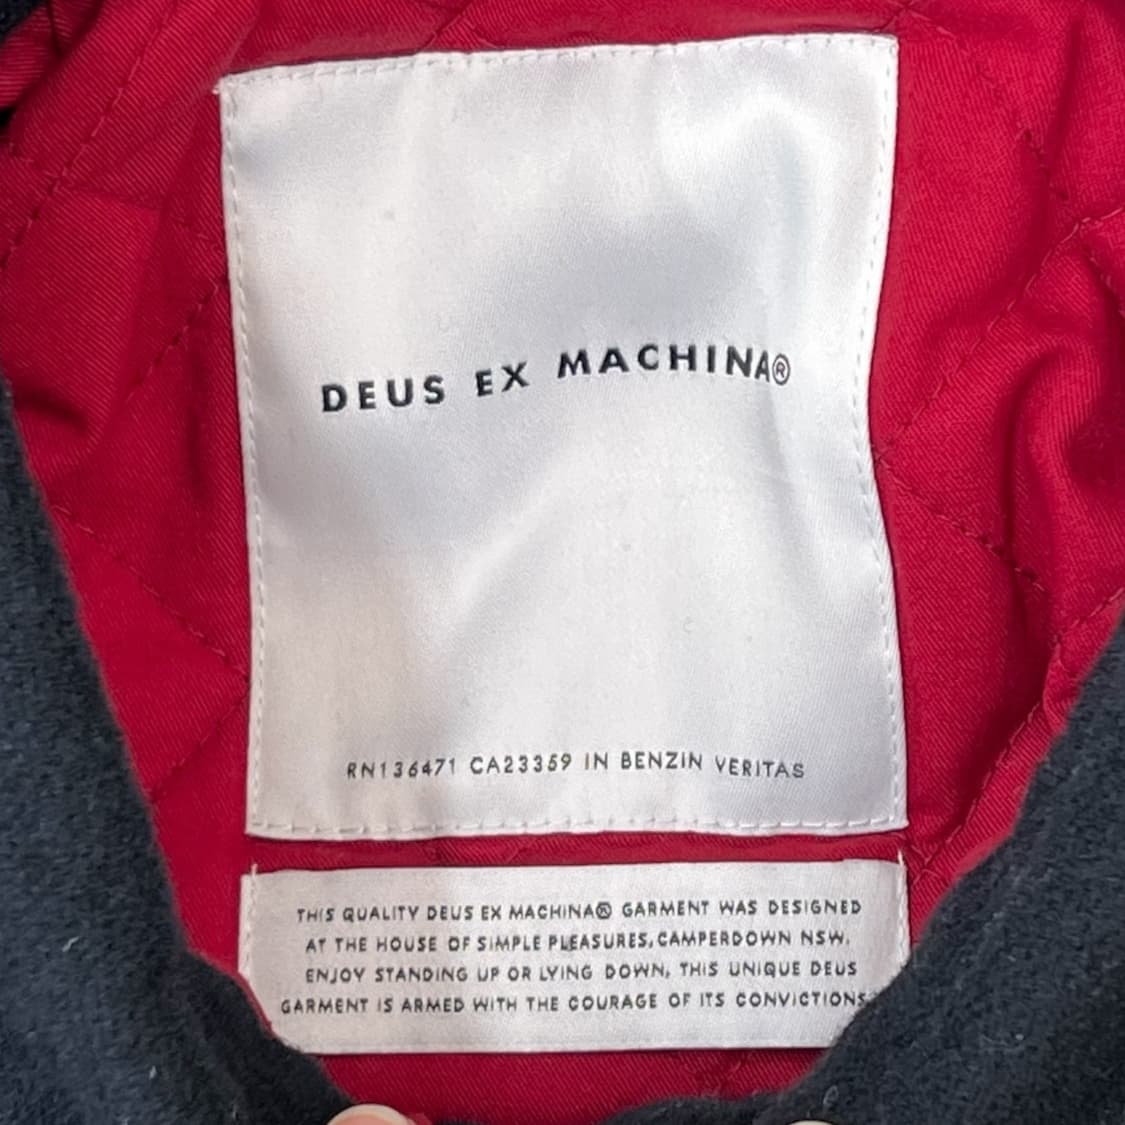 DEUS EX MACHINA®
RN136471 CA23359 IN BENZIN VERITAS
THIS QUALITY DEUS EX MACHINA® GARMENT WAS DESIGNED
AT THE HOUSE OF SIMPLE PLEASURES, CAMPERDOWN NSW.
ENJOY STANDING UP OR LYING DOWN, THIS UNIQUE DEUS
GARMENT IS ARMED WITH THE COURAGE OF ITS CONVICTIONS